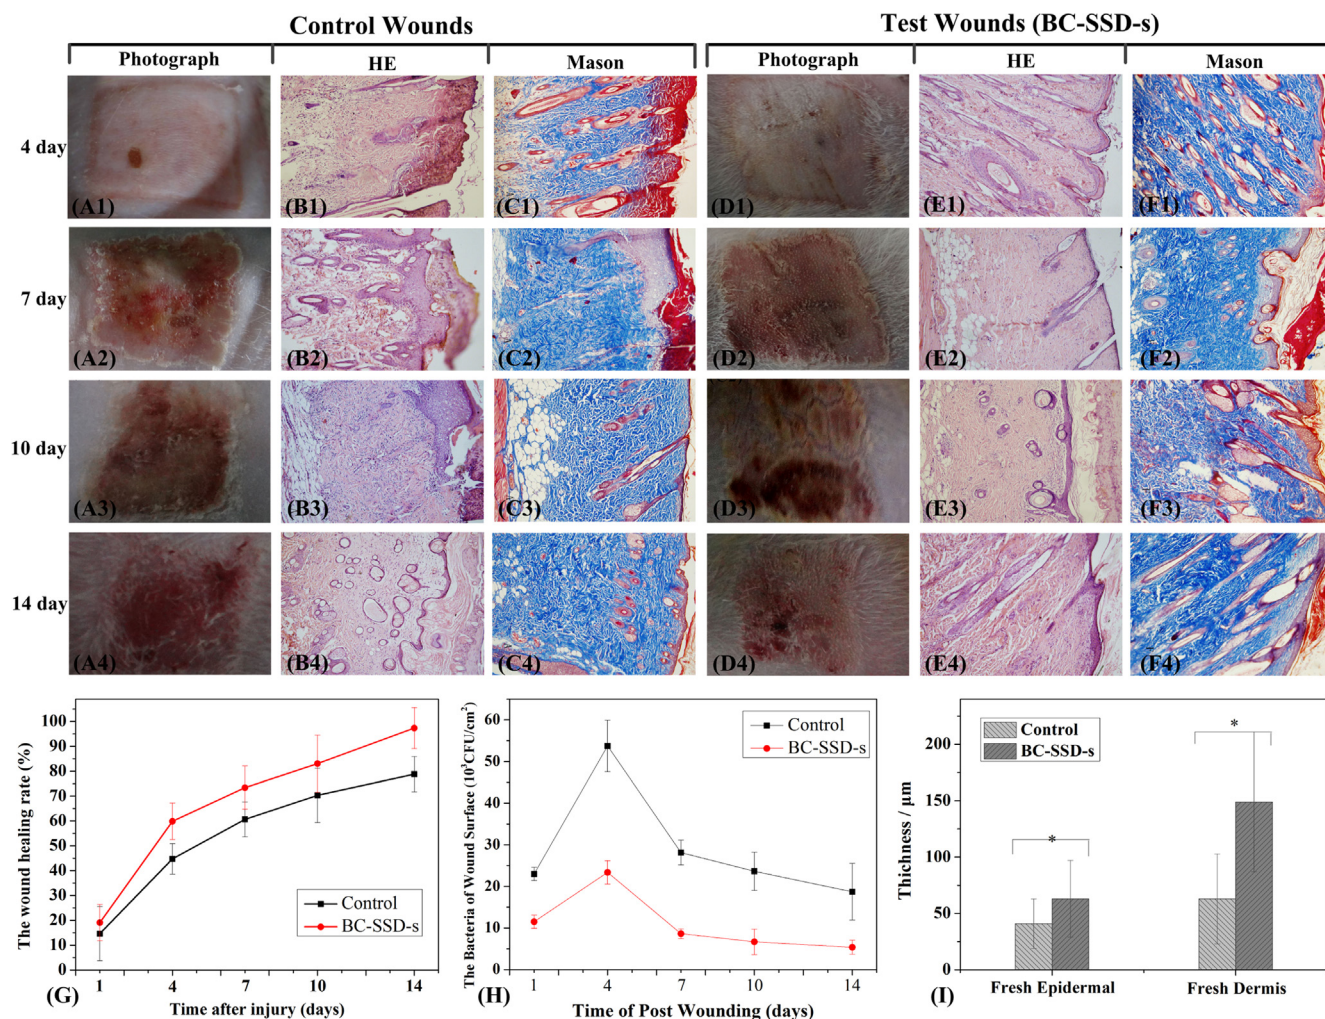 Control Wounds Test Wounds (BC-SSD-s)
Photograph HE Mason Photograph HE Mason
4 day
(A1) (B1) (C1) (D1) (E1) (F1)
7 day
(A2) (B2) (C2) (D2) (E2) (F2)
10 day
(A3) (B3) (C3) (D3) (E3) (F3)
14 day
(A4) (B4) (C4) (D4) (E4) (F4)
The wound healing rate (%)
100
90
80
70
60
50
40
30
20
10
0
Control
BC-SSD-s
1 4 7 10 14
(G) Time after injury (days)
The Bacteria of Wound Surface (10³CFU/cm²)
60
50
40
30
20
10
0
Control
BC-SSD-s
1 4 7 10 14
(H) Time of Post Wounding (days)
Thichness / μm
200
150
100
50
0
Control
BC-SSD-s
*
*
Fresh Epidermal Fresh Dermis
(I)